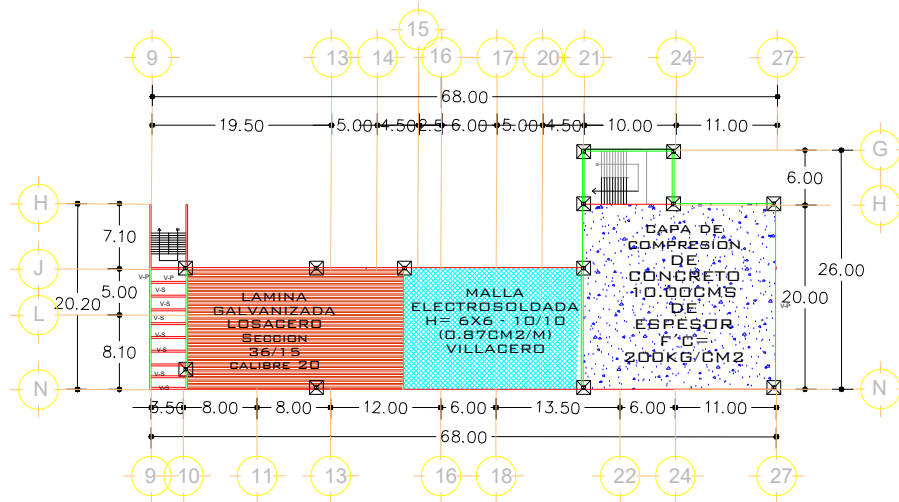 15
9
13
14
16
17
20
21
24
27
68.00
19.50
5.00
4.50
2.5
6.00
5.00
4.50
10.00
11.00
G
6.00
H
H
7.10
CAPA DE
COMPRESION
DE
CONCRETO
10.00CMS
DE
ESPESOR
F'C=
200KG/CM2
26.00
J
V-P
V-P
5.00
20.20
V-S
V-S
LAMINA
GALVANIZADA
LOSACERO
SECCION
36/15
CALIBRE 20
MALLA
ELECTROSOLDADA
H= 6X6 - 10/10
(0.87CM2/M)
VILLACERO
20.00
V-P
L
V-S
V-S
8.10
V-S
V-S
N
N
3.50
8.00
8.00
12.00
6.00
13.50
6.00
11.00
68.00
9
10
11
13
16
18
22
24
27